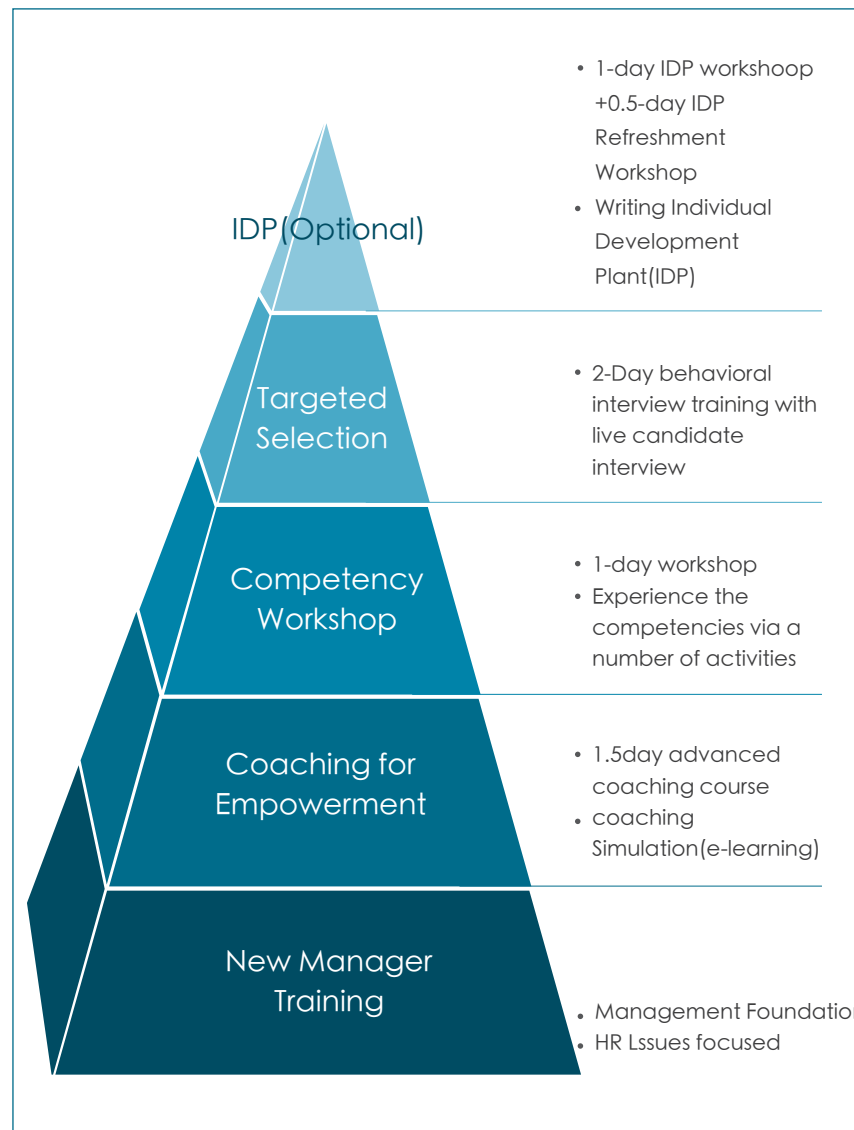 • 1-day IDP workshoop
+0.5-day IDP
Refreshment
Workshop
• Writing Individual
Development
Plant(IDP)
IDP(Optional)
• 2-Day behavioral
interview training with
live candidate
interview
Targeted
Selection
• 1-day workshop
• Experience the
competencies via a
number of activities
Competency
Workshop
• 1.5day advanced
coaching course
• coaching
Simulation(e-learning)
Coaching for
Empowerment
New Manager
Training
• Management Foundation
• HR Lssues focused